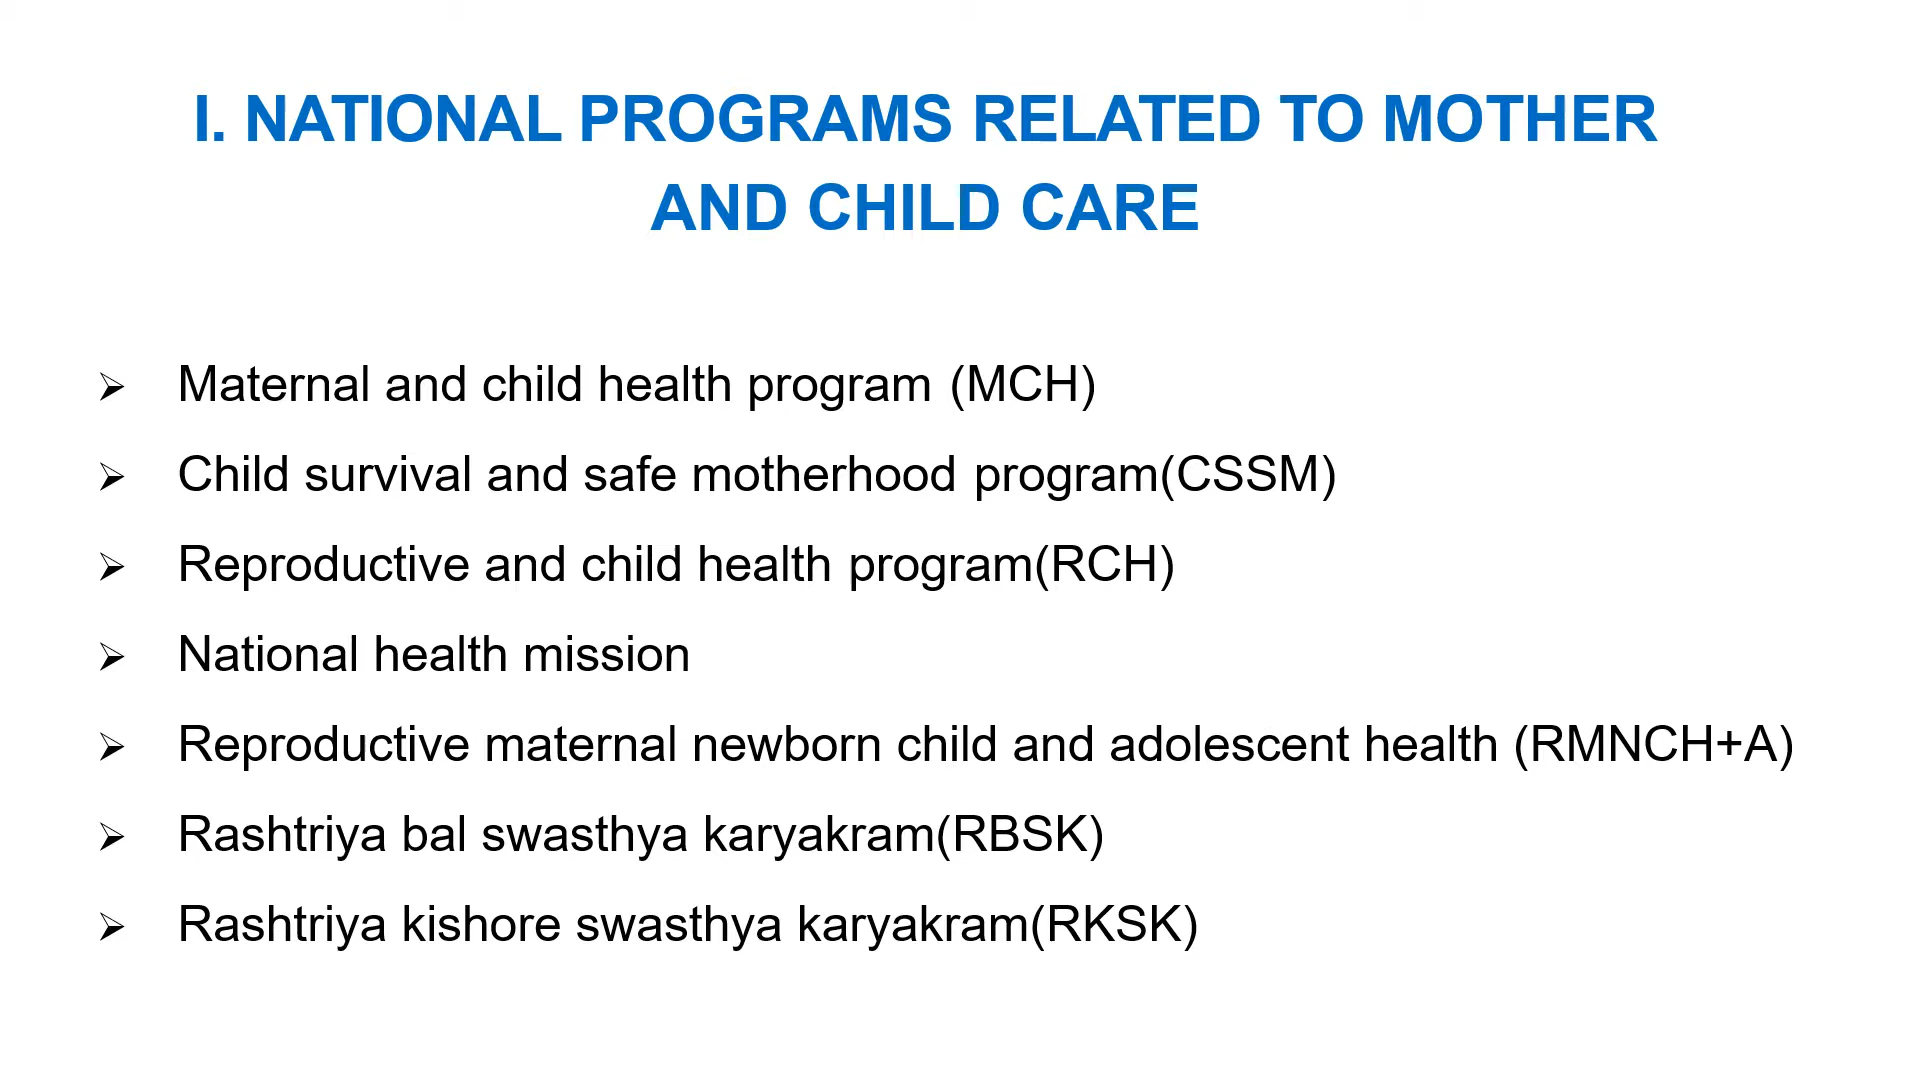 I. NATIONAL PROGRAMS RELATED TO MOTHER
AND CHILD CARE
➢ Maternal and child health program (MCH)
➢ Child survival and safe motherhood program(CSSM)
➢ Reproductive and child health program(RCH)
➢ National health mission
➢ Reproductive maternal newborn child and adolescent health (RMNCH+A)
➢ Rashtriya bal swasthya karyakram(RBSK)
➢ Rashtriya kishore swasthya karyakram(RKSK)